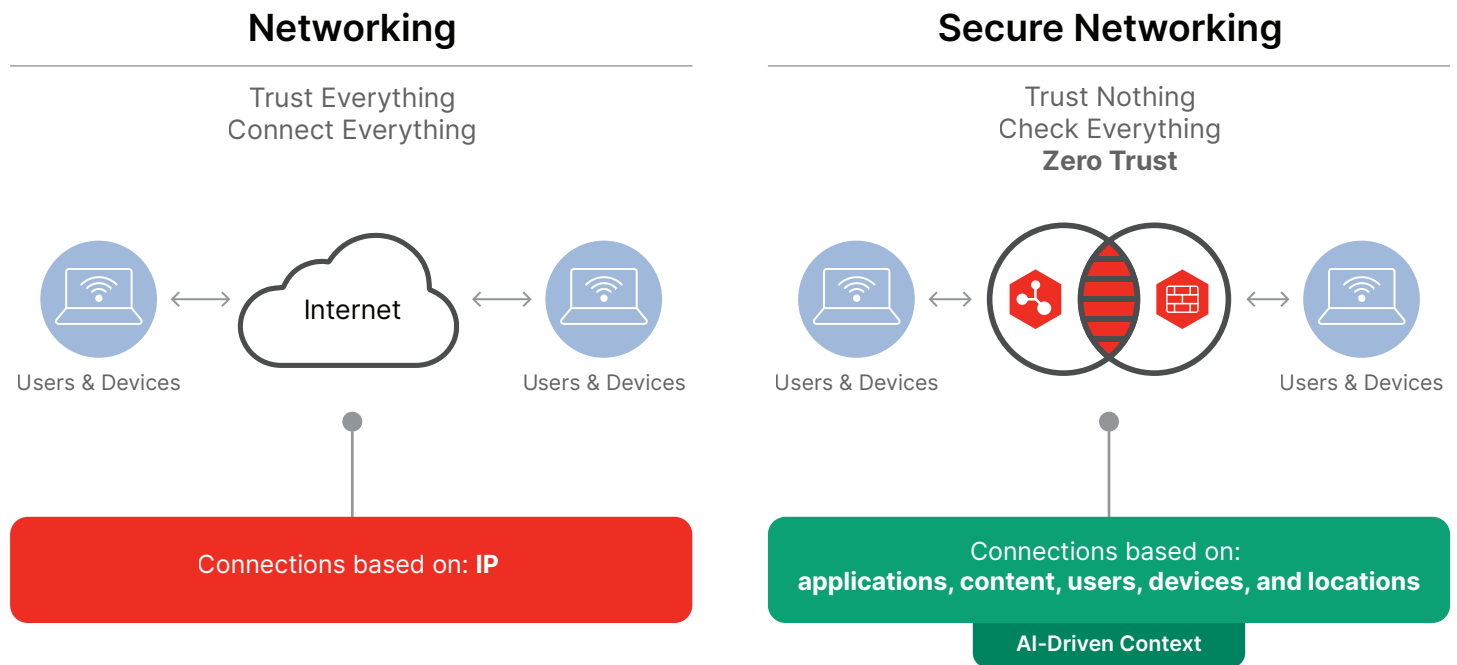 Networking
Trust Everything
Connect Everything
Users & Devices
Internet
Users & Devices
Connections based on: IP
Secure Networking
Trust Nothing
Check Everything
Zero Trust
Users & Devices
Users & Devices
Connections based on:
applications, content, users, devices, and locations
AI-Driven Context